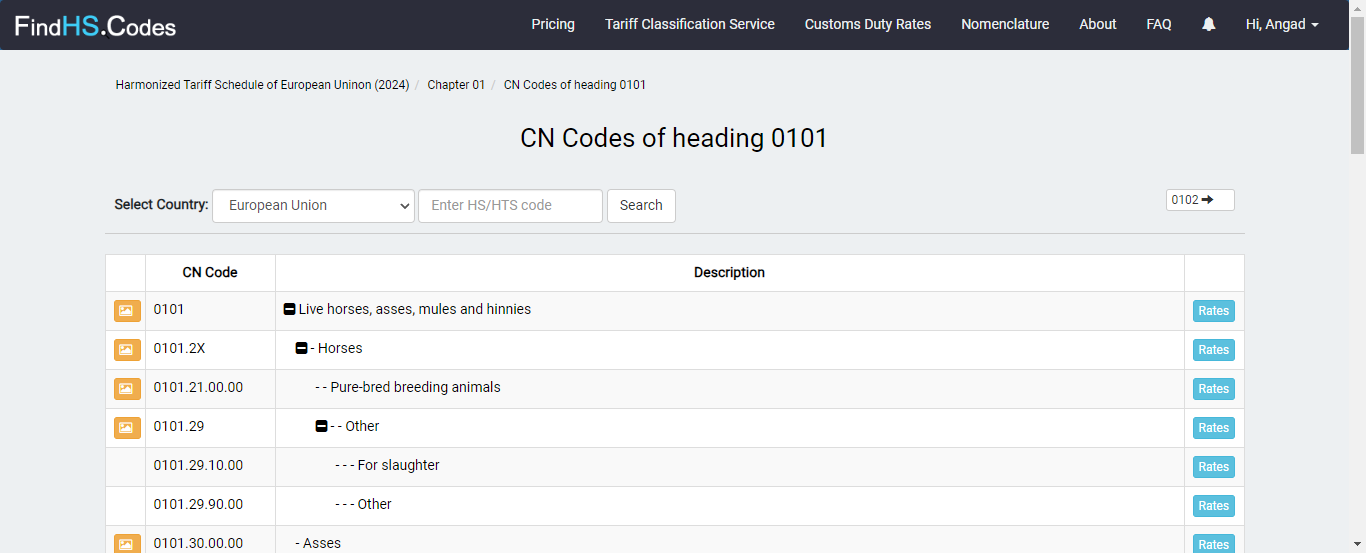 FindHS.Codes Pricing Tariff Classification Service Customs Duty Rates Nomenclature About FAQ Hi, Angad
Harmonized Tariff Schedule of European Uninon (2024) / Chapter 01 / CN Codes of heading 0101
CN Codes of heading 0101
Select Country: European Union Enter HS/HTS code Search 0102
CN Code Description
0101 Live horses, asses, mules and hinnies Rates
0101.2X - Horses Rates
0101.21.00.00 - - Pure-bred breeding animals Rates
0101.29 - - Other Rates
0101.29.10.00 - - - For slaughter Rates
0101.29.90.00 - - - Other Rates
0101.30.00.00 - Asses Rates